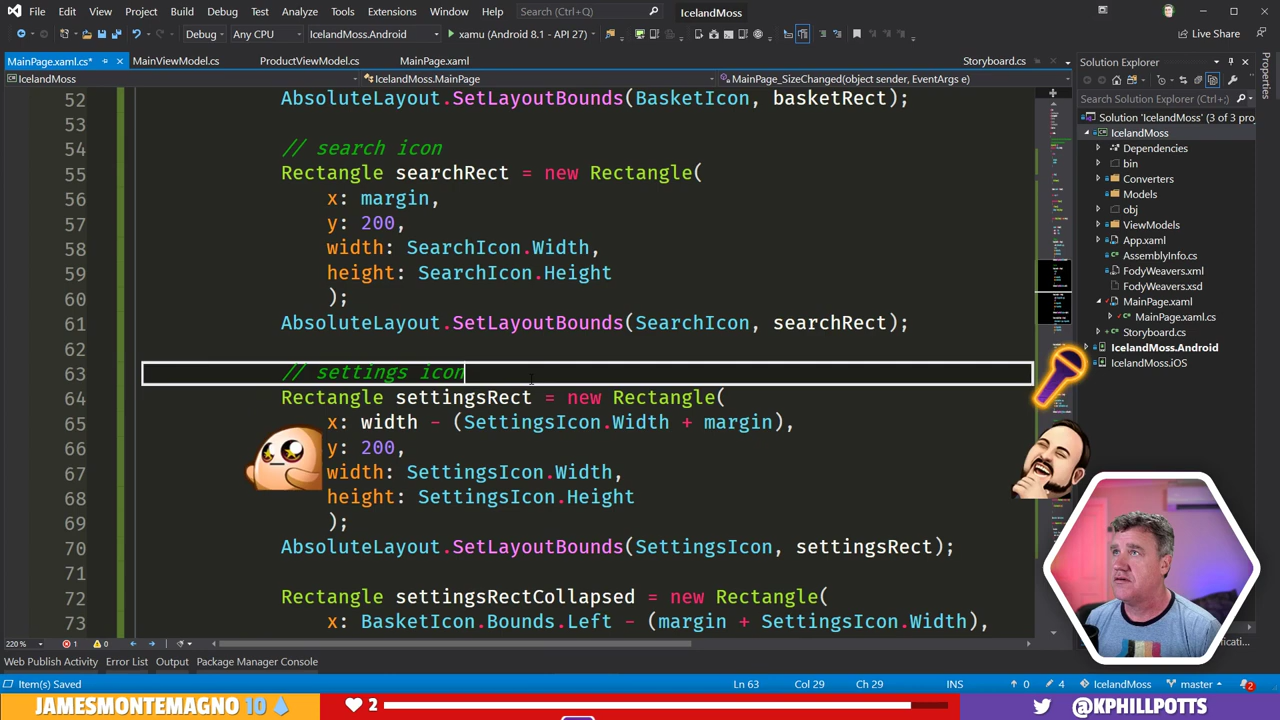 File Edit View Git Project Build Debug Test Analyze Tools Extensions Window Help Search (Ctrl+Q) IcelandMoss
Debug Any CPU IcelandMoss.Android xamu (Android 8.1 - API 27) Live Share
MainPage.xaml.cs* MainViewModel.cs ProductViewModel.cs MainPage.xaml Storyboard.cs
IcelandMoss IcelandMoss.MainPage MainPage_SizeChanged(object sender, EventArgs e)
52 AbsoluteLayout.SetLayoutBounds(BasketIcon, basketRect);
53
54 // search icon
55 Rectangle searchRect = new Rectangle(
56 x: margin,
57 y: 200,
58 width: SearchIcon.Width,
59 height: SearchIcon.Height
60 );
61 AbsoluteLayout.SetLayoutBounds(SearchIcon, searchRect);
62
63 // settings icon
64 Rectangle settingsRect = new Rectangle(
65 x: width - (SettingsIcon.Width + margin),
66 y: 200,
67 width: SettingsIcon.Width,
68 height: SettingsIcon.Height
69 );
70 AbsoluteLayout.SetLayoutBounds(SettingsIcon, settingsRect);
71
72 Rectangle settingsRectCollapsed = new Rectangle(
73 x: BasketIcon.Bounds.Left - (margin + SettingsIcon.Width),
Solution Explorer
Search Solution Explorer (Ctrl+;)
Solution 'IcelandMoss' (3 of 3 pro
IcelandMoss
Dependencies
bin
Converters
Models
obj
ViewModels
App.xaml
AssemblyInfo.cs
FodyWeavers.xml
FodyWeavers.xsd
MainPage.xaml
MainPage.xaml.cs
Storyboard.cs
IcelandMoss.Android
IcelandMoss.iOS
Properties
220 % 1 0
Web Publish Activity Error List Output Package Manager Console
Item(s) Saved Ln 63 Col 29 Ch 29 INS 0 4 IcelandMoss master 2
JAMESMONTEMAGNO 10 2 @KPHILLPOTTS